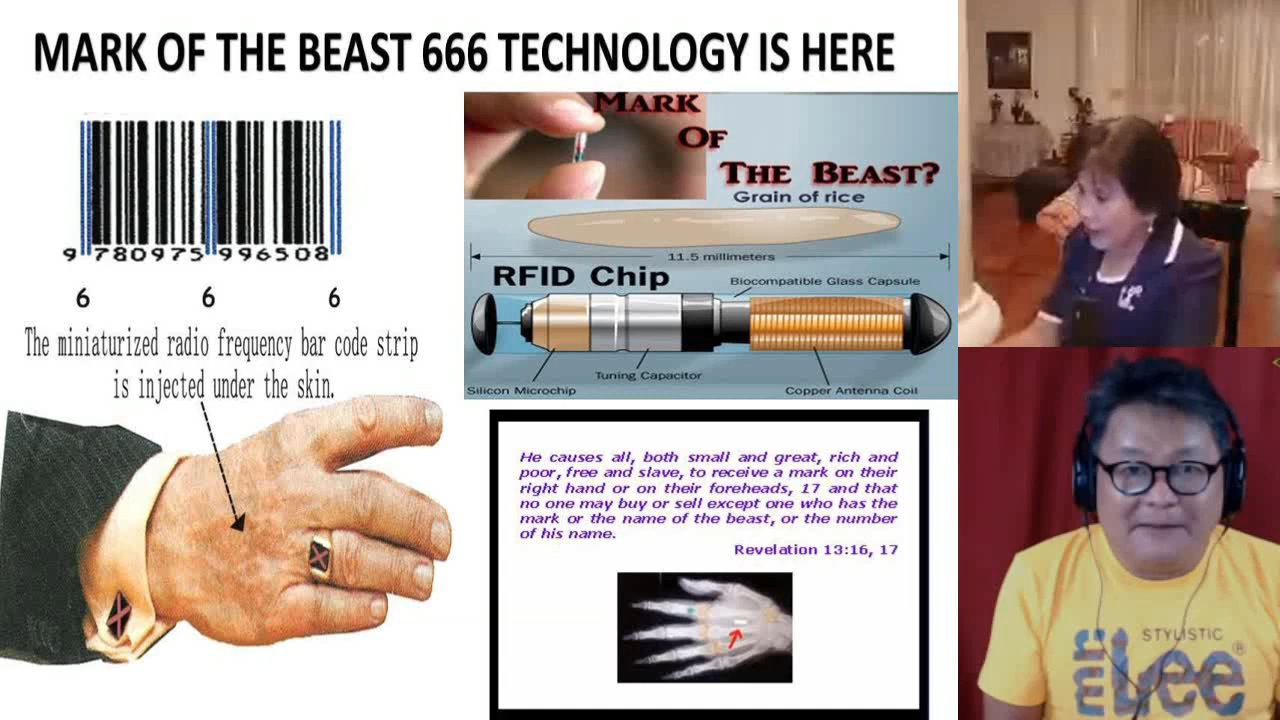 MARK OF THE BEAST 666 TECHNOLOGY IS HERE
9 780975 996508
6 6 6
The miniaturized radio frequency bar code strip
is injected under the skin.
MARK
OF
THE BEAST?
Grain of rice
11.5 millimeters
RFID Chip
Biocompatible Glass Capsule
Tuning Capacitor
Silicon Microchip
Copper Antenna Coil
He causes all, both small and great, rich and
poor, free and slave, to receive a mark on their
right hand or on their foreheads, 17 and that
no one may buy or sell except one who has the
mark or the name of the beast, or the number
of his name.
Revelation 13:16, 17
Lee
STYLISTIC
Lee®